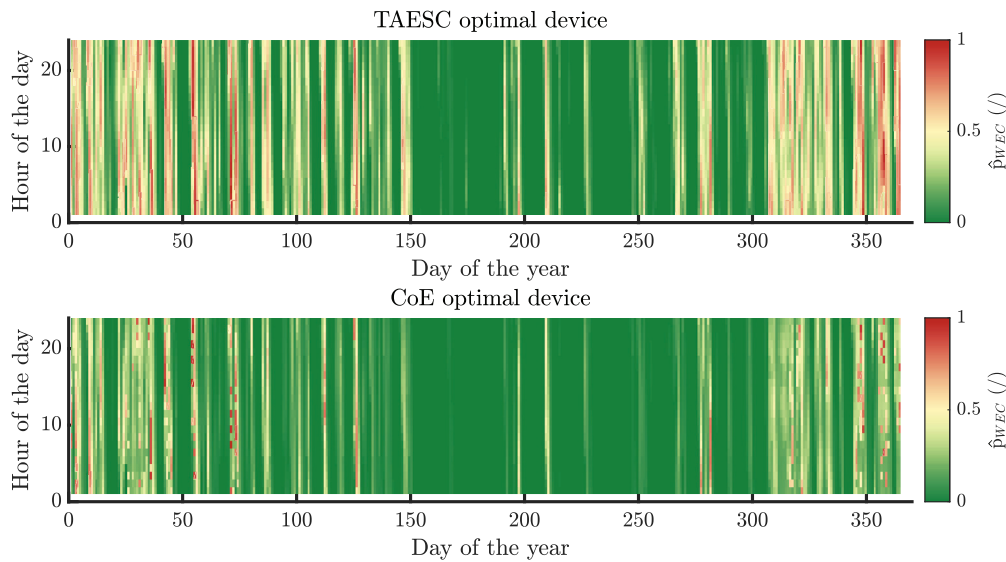 TAESC optimal device
Hour of the day
20
10
0
0 50 100 150 200 250 300 350
Day of the year
1
0.5
0
p̂WEC (/)
CoE optimal device
Hour of the day
20
10
0
0 50 100 150 200 250 300 350
Day of the year
1
0.5
0
p̂WEC (/)